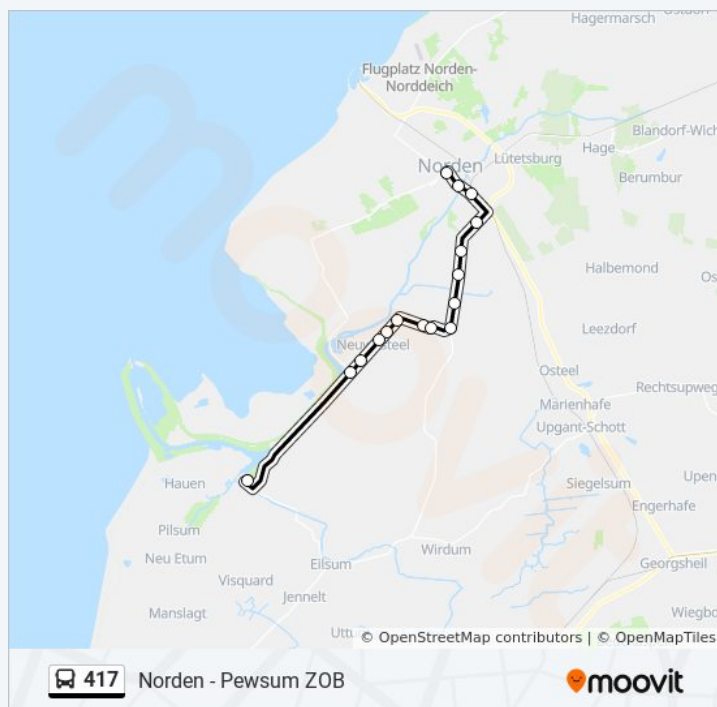 Hagermarsch
Flugplatz Norden-
Norddeich
Blandorf-Wich
Hage
Norden
Lütetsburg
Berumbur
Halbemond
Leezdorf
Osteel
Rechtsupweg
Marienhafe
Upgant-Schott
Hauen
Siegelsum
Upen
Engerhafe
Pilsum
Wirdum
Neu Etum
Eilsum
Georgsheil
Visquard
Jennelt
Manslagt
Wiegbo
© OpenStreetMap contributors | © OpenMapTiles
417 Norden - Pewsum ZOB
moovit